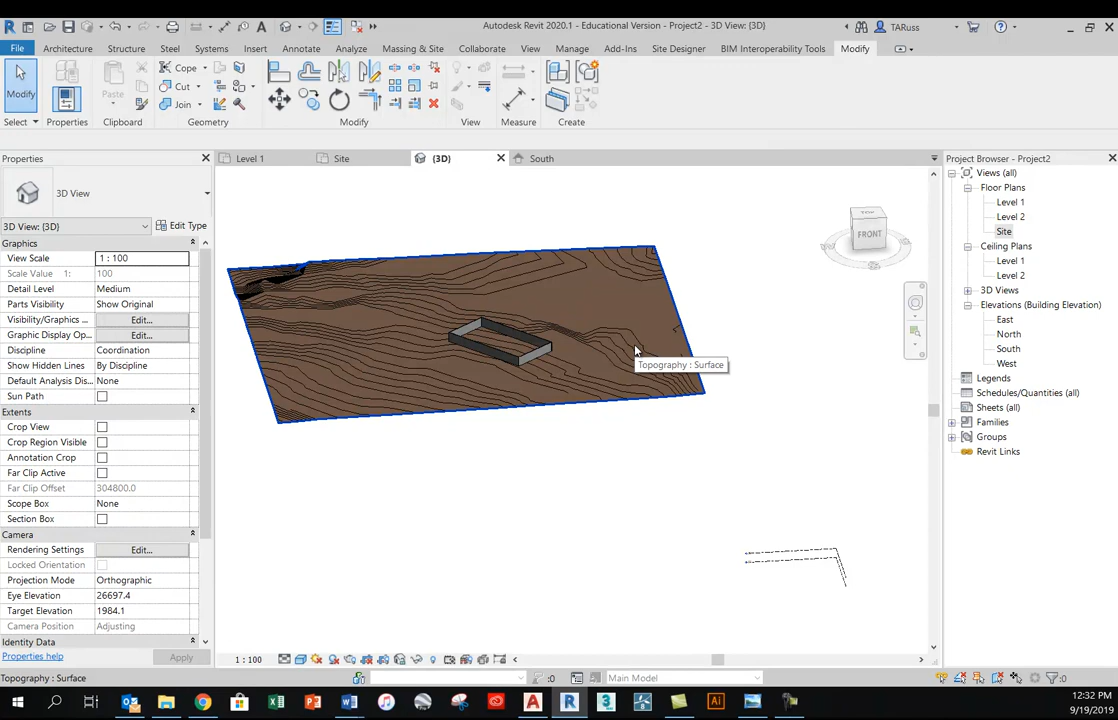 Autodesk Revit 2020.1 - Educational Version - Project2 - 3D View: {3D}
TARuss
File Architecture Structure Steel Systems Insert Annotate Analyze Massing & Site Collaborate View Manage Add-Ins Site Designer BIM Interoperability Tools Modify
Modify
Paste
Cope
Cut
Join
Select Properties Clipboard Geometry Modify View Measure Create
Properties
Level 1
Site
{3D}
South
Project Browser - Project2
3D View
3D View: {3D}
Edit Type
Graphics
View Scale 1 : 100
Scale Value 1: 100
Detail Level Medium
Parts Visibility Show Original
Visibility/Graphics ... Edit...
Graphic Display Op... Edit...
Discipline Coordination
Show Hidden Lines By Discipline
Default Analysis Dis... None
Sun Path
Extents
Crop View
Crop Region Visible
Annotation Crop
Far Clip Active
Far Clip Offset 304800.0
Scope Box None
Section Box
Camera
Rendering Settings Edit...
Locked Orientation
Projection Mode Orthographic
Eye Elevation 26697.4
Target Elevation 1984.1
Camera Position Adjusting
Identity Data
Properties help
Apply
FRONT
Topography : Surface
Views (all)
Floor Plans
Level 1
Level 2
Site
Ceiling Plans
Level 1
Level 2
3D Views
Elevations (Building Elevation)
East
North
South
West
Legends
Schedules/Quantities (all)
Sheets (all)
Families
Groups
Revit Links
1 : 100
Topography : Surface
:0
Main Model
:0
12:32 PM
9/19/2019